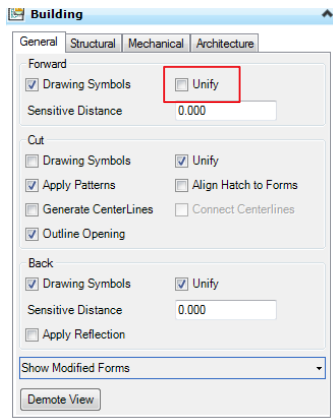 Building
General Structural Mechanical Architecture
Forward
Drawing Symbols Unify
Sensitive Distance 0.000
Cut
Drawing Symbols Unify
Apply Patterns Align Hatch to Forms
Generate CenterLines Connect Centerlines
Outline Opening
Back
Drawing Symbols Unify
Sensitive Distance 0.000
Apply Reflection
Show Modified Forms
Demote View